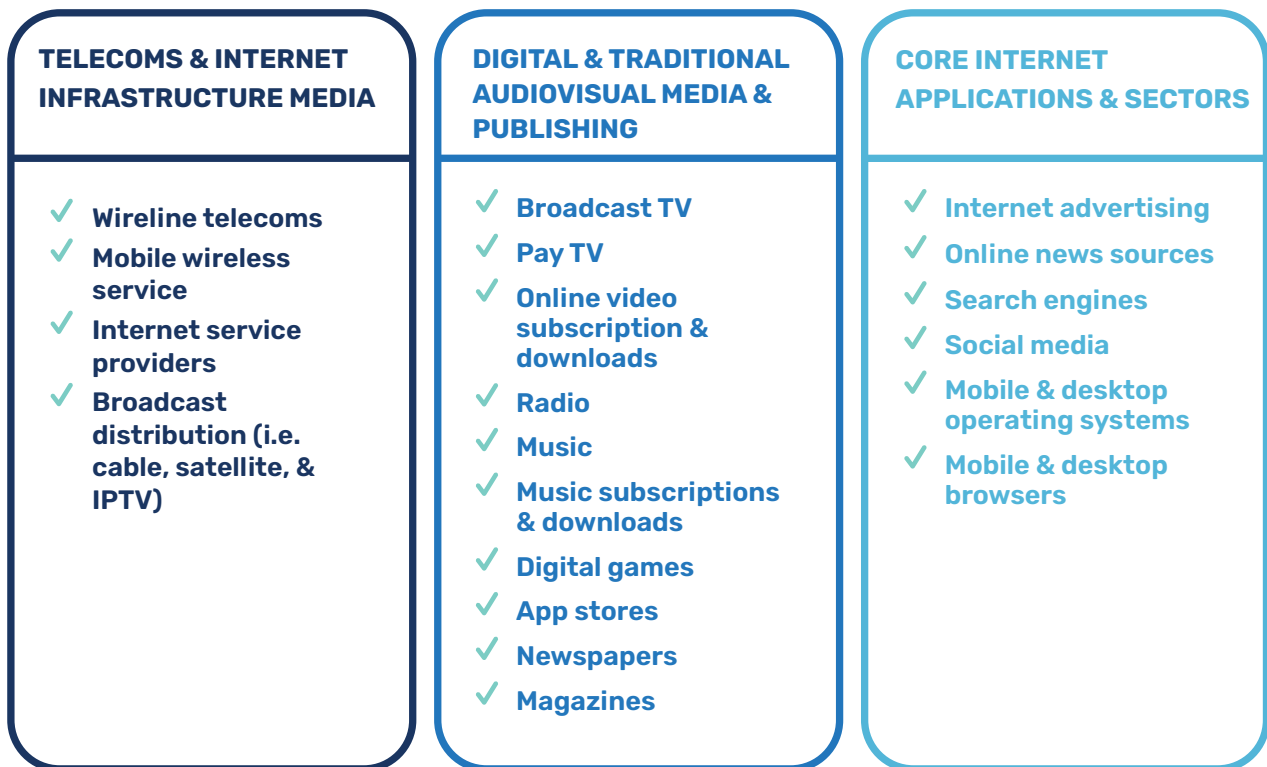 TELECOMS & INTERNET
INFRASTRUCTURE MEDIA
Wireline telecoms
Mobile wireless
service
Internet service
providers
Broadcast
distribution (i.e.
cable, satellite, &
IPTV)
DIGITAL & TRADITIONAL
AUDIOVISUAL MEDIA &
PUBLISHING
Broadcast TV
Pay TV
Online video
subscription &
downloads
Radio
Music
Music subscriptions
& downloads
Digital games
App stores
Newspapers
Magazines
CORE INTERNET
APPLICATIONS & SECTORS
Internet advertising
Online news sources
Search engines
Social media
Mobile & desktop
operating systems
Mobile & desktop
browsers